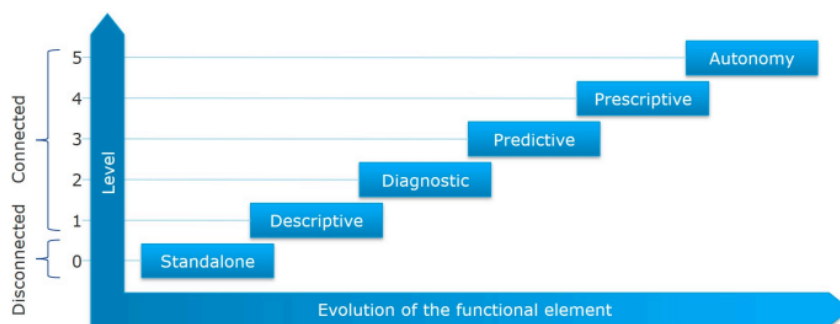 5
Autonomy
4
Prescriptive
Connected
3
Predictive
Level
2
Diagnostic
1
Descriptive
Disconnected
0
Standalone
Evolution of the functional element